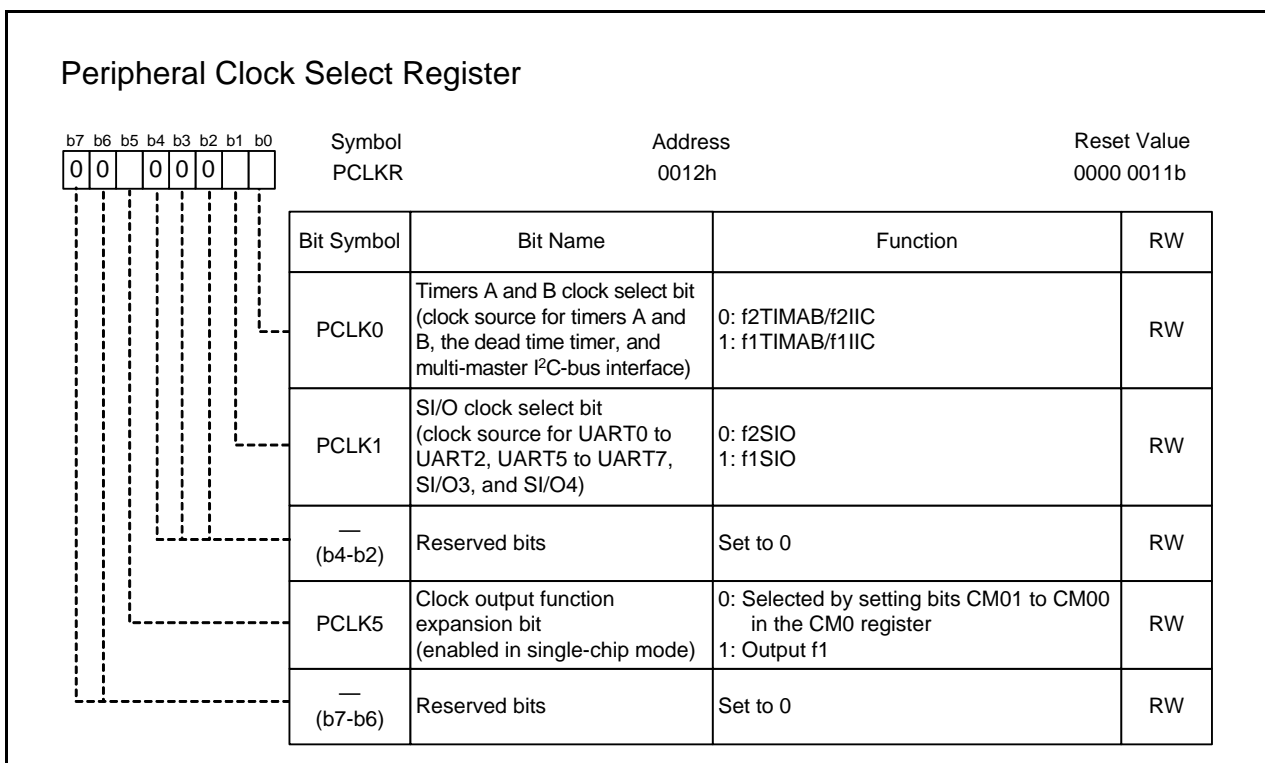 Peripheral Clock Select Register
b7 b6 b5 b4 b3 b2 b1 b0
Symbol Address Reset Value
0 0 0 0 0
PCLKR 0012h 0000 0011b
Bit Symbol Bit Name Function RW
PCLK0
Timers A and B clock select bit
(clock source for timers A and
B, the dead time timer, and
multi-master I²C-bus interface)
0: f2TIMAB/f2IIC
1: f1TIMAB/f1IIC
RW
PCLK1
SI/O clock select bit
(clock source for UART0 to
UART2, UART5 to UART7,
SI/O3, and SI/O4)
0: f2SIO
1: f1SIO
RW
—
(b4-b2)
Reserved bits
Set to 0
RW
PCLK5
Clock output function
expansion bit
(enabled in single-chip mode)
0: Selected by setting bits CM01 to CM00
in the CM0 register
1: Output f1
RW
—
(b7-b6)
Reserved bits
Set to 0
RW